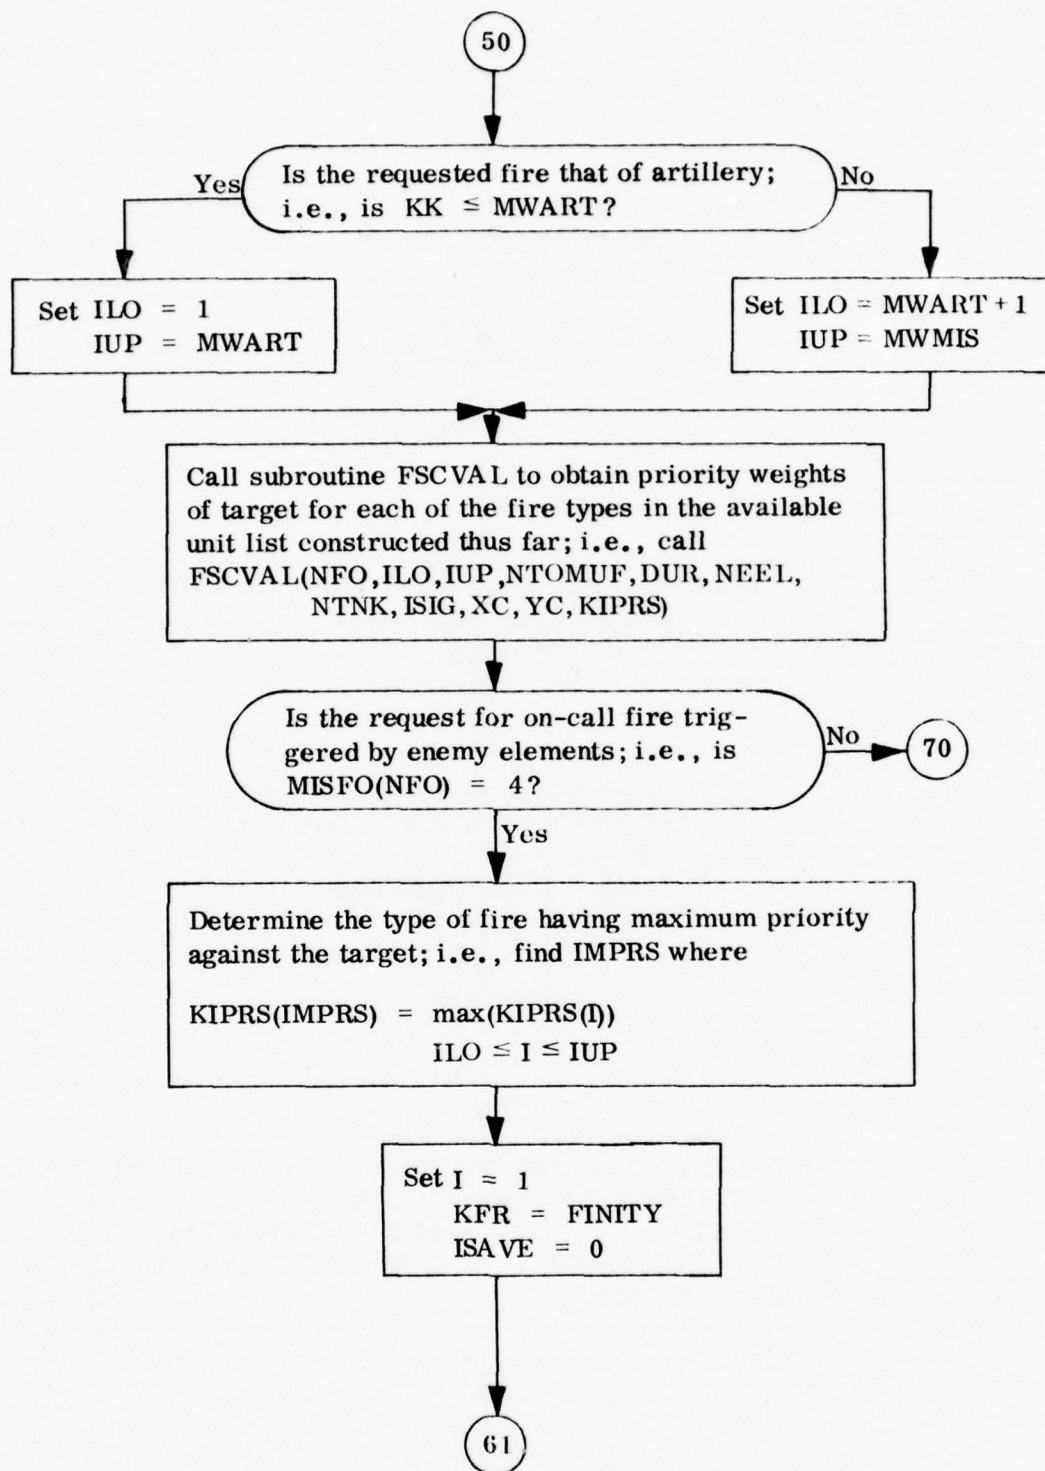 50
Is the requested fire that of artillery;
i.e., is KK ≤ MWART?
Yes
No
Set ILO = 1
IUP = MWART
Set ILO = MWART + 1
IUP = MWMIS
Call subroutine FSCVAL to obtain priority weights
of target for each of the fire types in the available
unit list constructed thus far; i.e., call
FSCVAL(NFO,ILO,IUP,NTOMUF,DUR,NEEL,
NTNK,ISIG,XC,YC,KIPRS)
Is the request for on-call fire trig-
gered by enemy elements; i.e., is
MISFO(NFO) = 4?
No
70
Yes
Determine the type of fire having maximum priority
against the target; i.e., find IMPRS where
KIPRS(IMPRS) = max(KIPRS(I))
ILO ≤ I ≤ IUP
Set I = 1
KFR = FINITY
ISAVE = 0
61